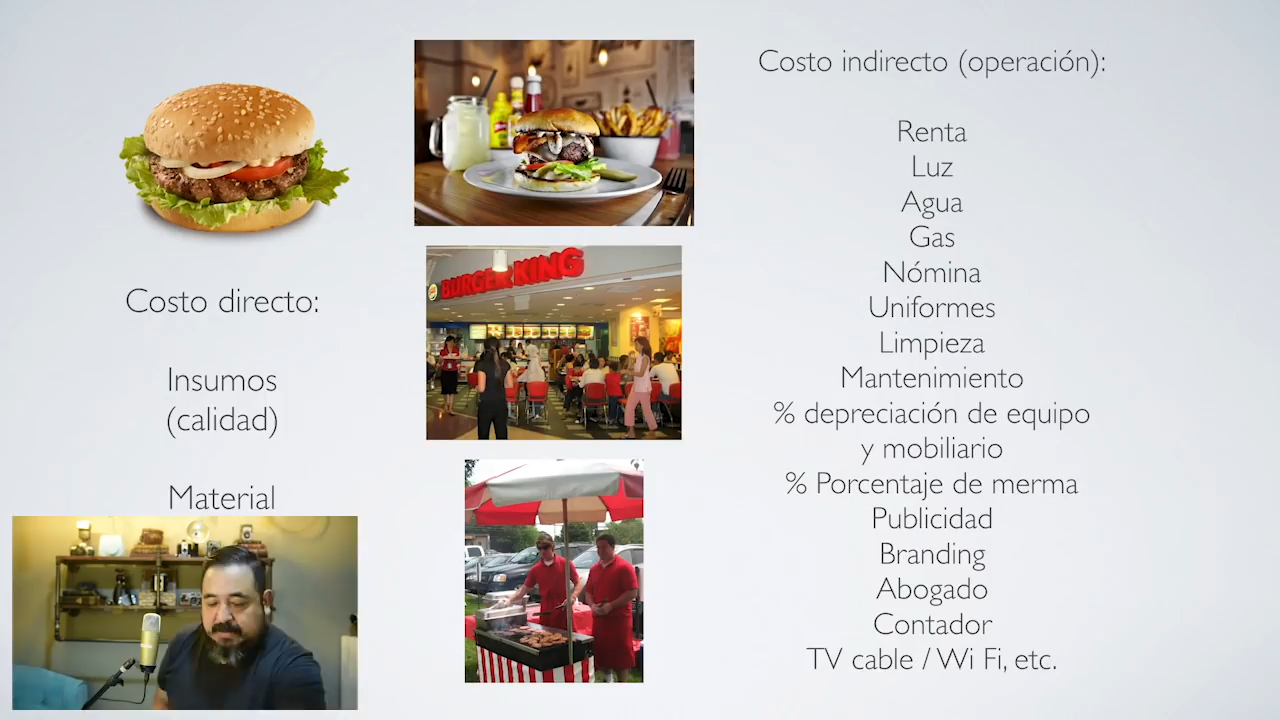 Costo directo:
Insumos
(calidad)
Material
BURGER KING
Costo indirecto (operación):
Renta
Luz
Agua
Gas
Nómina
Uniformes
Limpieza
Mantenimiento
% depreciación de equipo
y mobiliario
% Porcentaje de merma
Publicidad
Branding
Abogado
Contador
TV cable / Wi Fi, etc.